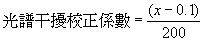 光譜干擾校正係數 = (x - 0.1) / 200